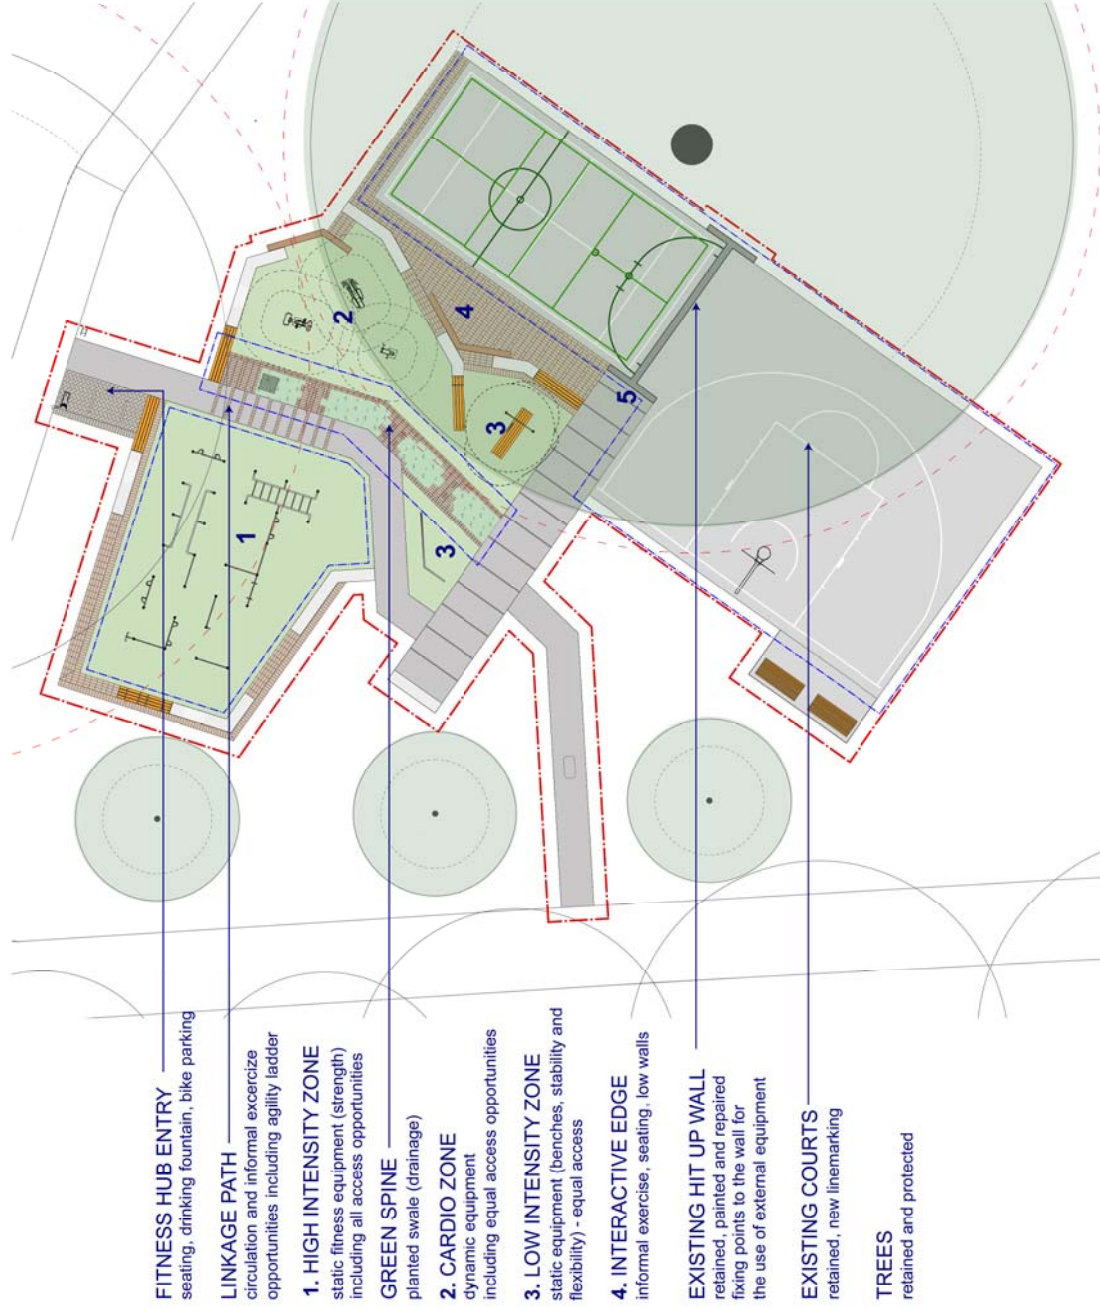 FITNESS HUB ENTRY
seating, drinking fountain, bike parking
LINKAGE PATH
circulation and informal excercize
opportunities including agility ladder
1. HIGH INTENSITY ZONE
static fitness equipment (strength)
including all access opportunities
GREEN SPINE
planted swale (drainage)
2. CARDIO ZONE
dynamic equipment
including equal access opportunities
3. LOW INTENSITY ZONE
static equipment (benches, stability and
flexibility) - equal access
4. INTERACTIVE EDGE
informal exercise, seating, low walls
EXISTING HIT UP WALL
retained, painted and repaired
fixing points to the wall for
the use of external equipment
EXISTING COURTS
retained, new linemarking
TREES
retained and protected
1
2
3
3
4
5